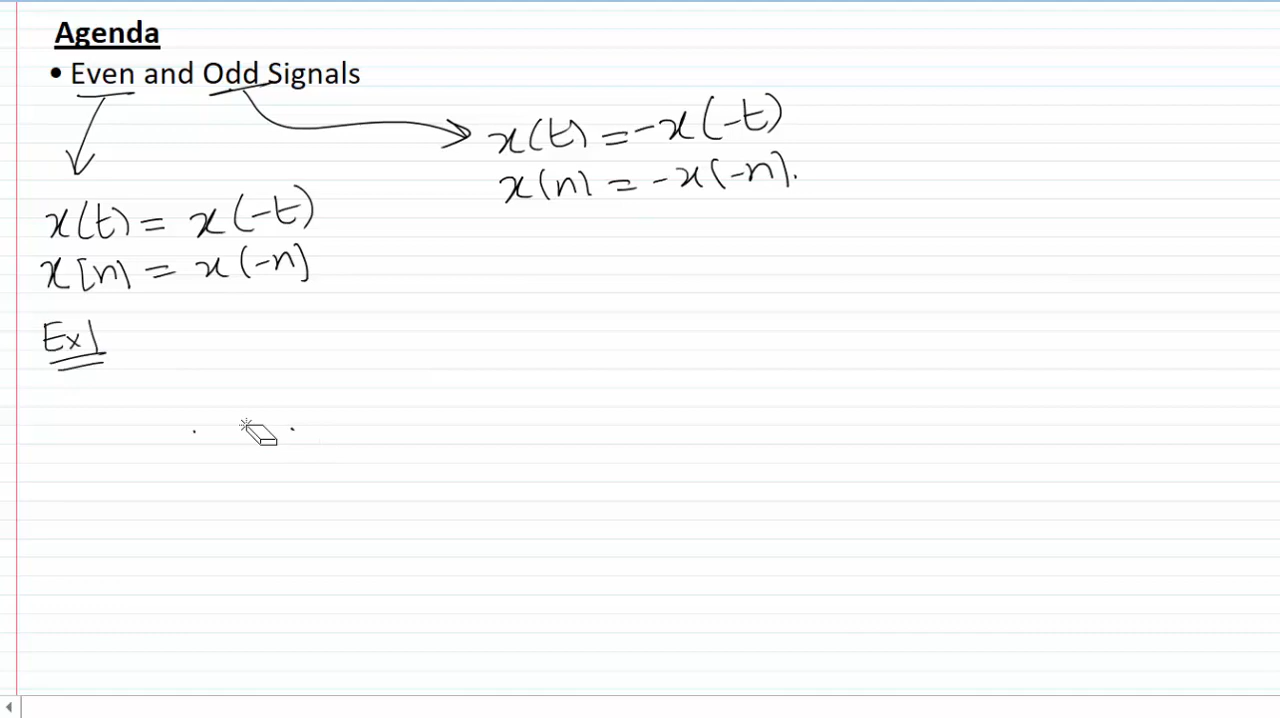 Agenda
• Even and Odd Signals
x(t) = -x(-t)
x(n) = -x(-n).
x(t) = x(-t)
x[n] = x(-n]
Ex1